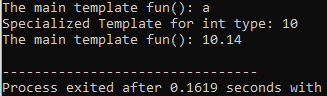 The main template fun(): a
Specialized Template for int type: 10
The main template fun(): 10.14
--------------------------------
Process exited after 0.1619 seconds with